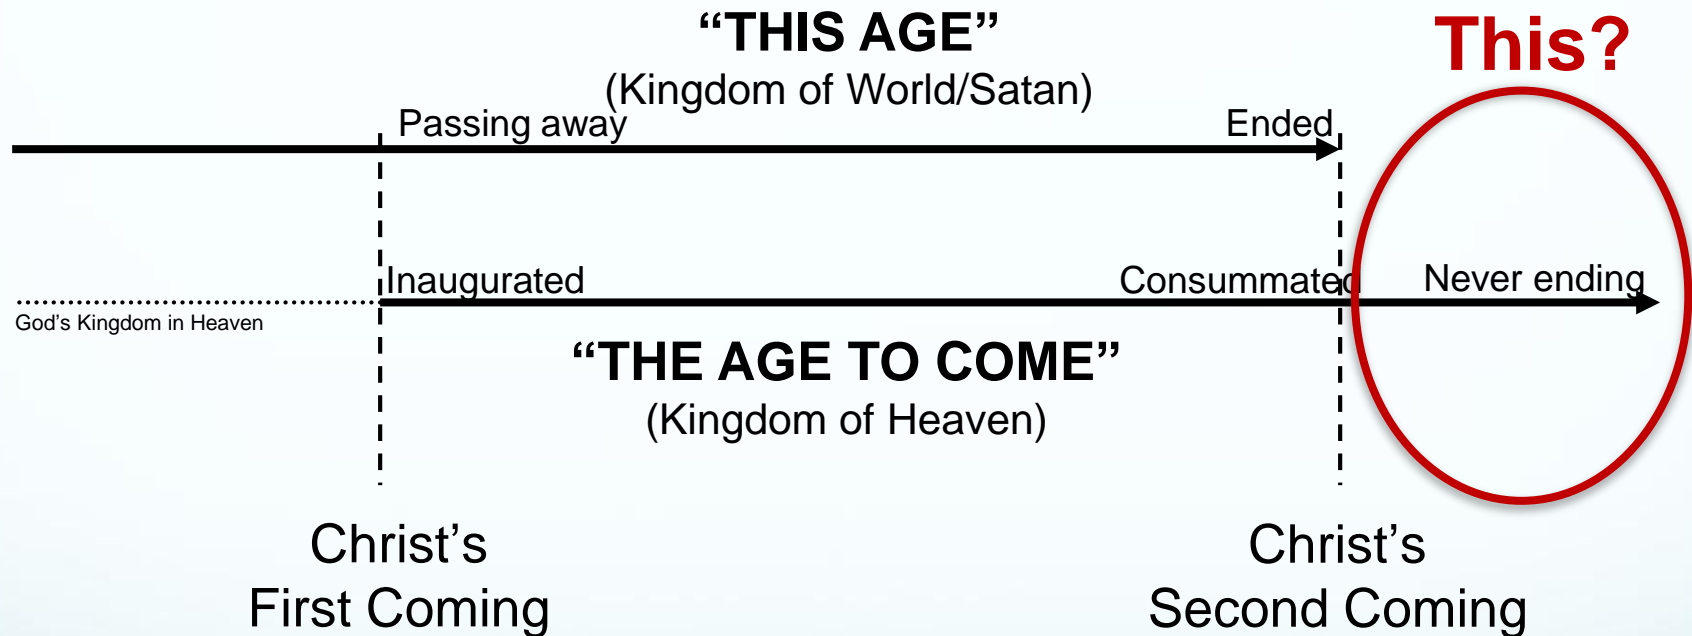 “THIS AGE”
This?
(Kingdom of World/Satan)
Passing away
Ended
Inaugurated
Consummated
Never ending
God’s Kingdom in Heaven
“THE AGE TO COME”
(Kingdom of Heaven)
Christ’s
First Coming
Christ’s
Second Coming